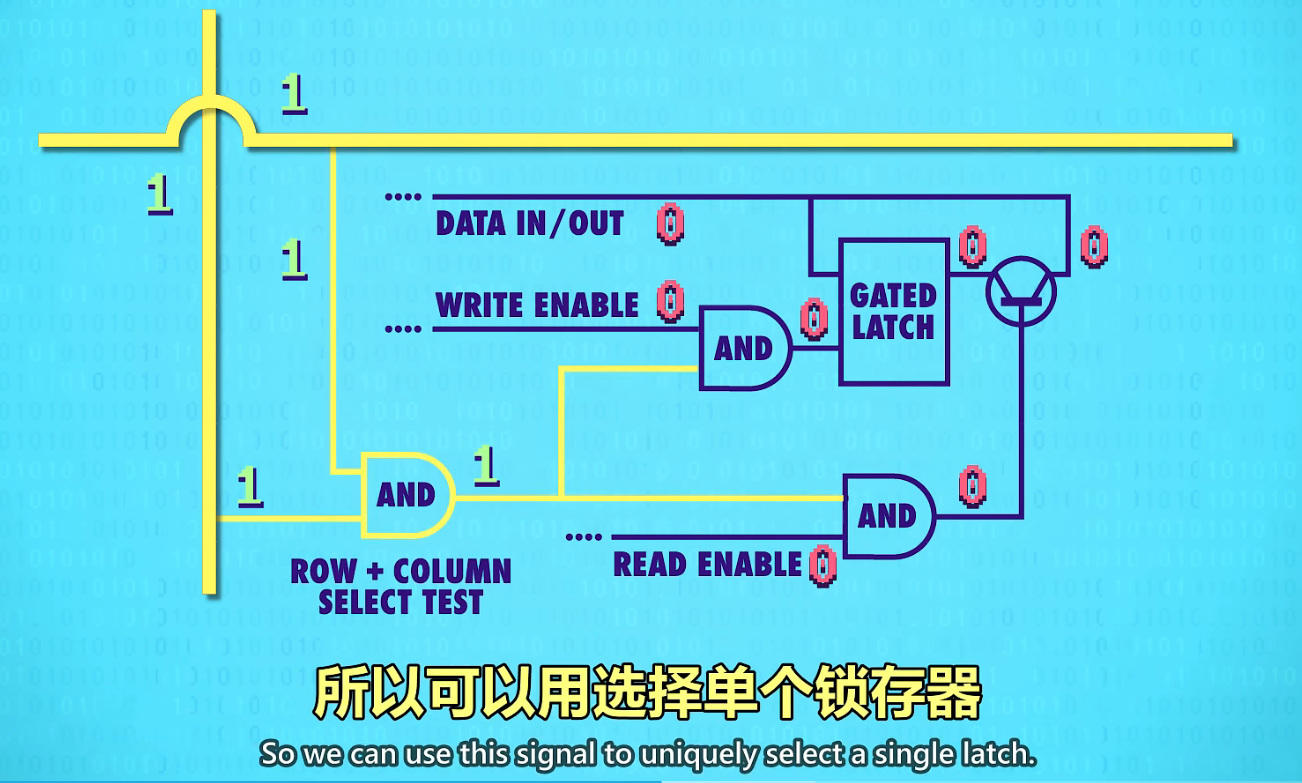 1
1
DATA IN/OUT 0
0
0
1
WRITE ENABLE 0
GATED
LATCH
0
AND
1
1
AND
0
AND
READ ENABLE 0
ROW + COLUMN
SELECT TEST
所以可以用选择单个锁存器
So we can use this signal to uniquely select a single latch.